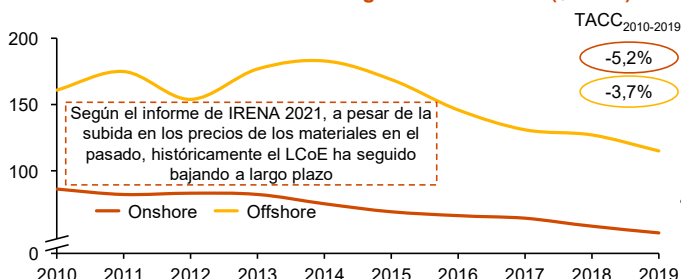 TACC2010-2019
200
-5,2%
-3,7%
150
Según el informe de IRENA 2021, a pesar de la
subida en los precios de los materiales en el
pasado, históricamente el LCoE ha seguido
bajando a largo plazo
100
Onshore Offshore
0
2010 2011 2012 2013 2014 2015 2016 2017 2018 2019